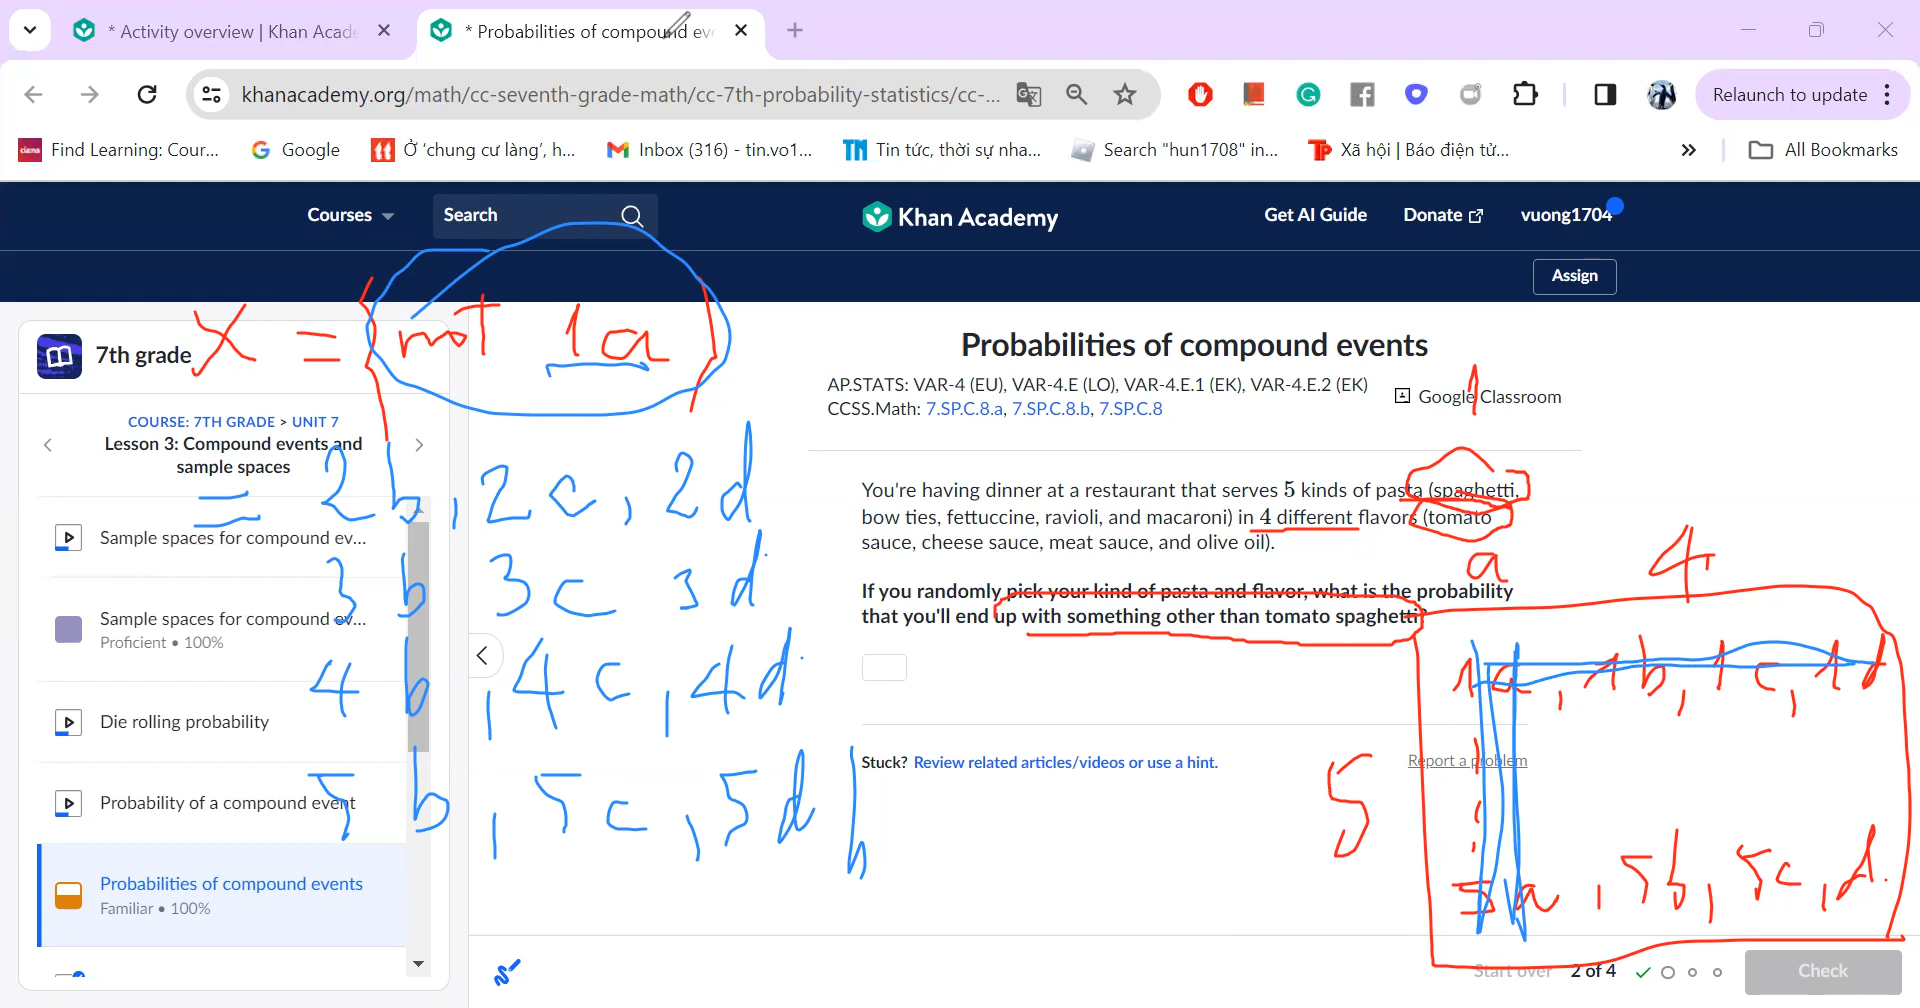 * Activity overview | Khan Acade
* Probabilities of compound eve
khanacademy.org/math/cc-seventh-grade-math/cc-7th-probability-statistics/cc-...
Relaunch to update
Find Learning: Cour...
Google
Ở ‘chung cư làng’, h...
Inbox (316) - tin.vo1...
Tin tức, thời sự nha...
Search "hun1708" in...
Xã hội | Báo điện tử...
»
All Bookmarks
Courses
Search
Khan Academy
Get AI Guide
Donate
vuong1704
Assign
X = { not 1a }
= 2b, 2c, 2d
3b 3c 3d
4b, 4c, 4d
5b, 5c, 5d }
7th grade
COURSE: 7TH GRADE > UNIT 7
Lesson 3: Compound events and
sample spaces
Sample spaces for compound ev...
Sample spaces for compound ev...
Proficient • 100%
Die rolling probability
Probability of a compound event
Probabilities of compound events
Familiar • 100%
Probabilities of compound events
AP.STATS: VAR‑4 (EU), VAR‑4.E (LO), VAR‑4.E.1 (EK), VAR‑4.E.2 (EK)
CCSS.Math: 7.SP.C.8.a, 7.SP.C.8.b, 7.SP.C.8
Google Classroom
1
You're having dinner at a restaurant that serves 5 kinds of pasta (spaghetti,
bow ties, fettuccine, ravioli, and macaroni) in 4 different flavors (tomato
sauce, cheese sauce, meat sauce, and olive oil).
a
4
If you randomly pick your kind of pasta and flavor, what is the probability
that you'll end up with something other than tomato spaghetti?
1a, 1b, 1c, 1d
5
5a, 5b, 5c, d.
Stuck? Review related articles/videos or use a hint.
Report a problem
Start over
2 of 4
Check